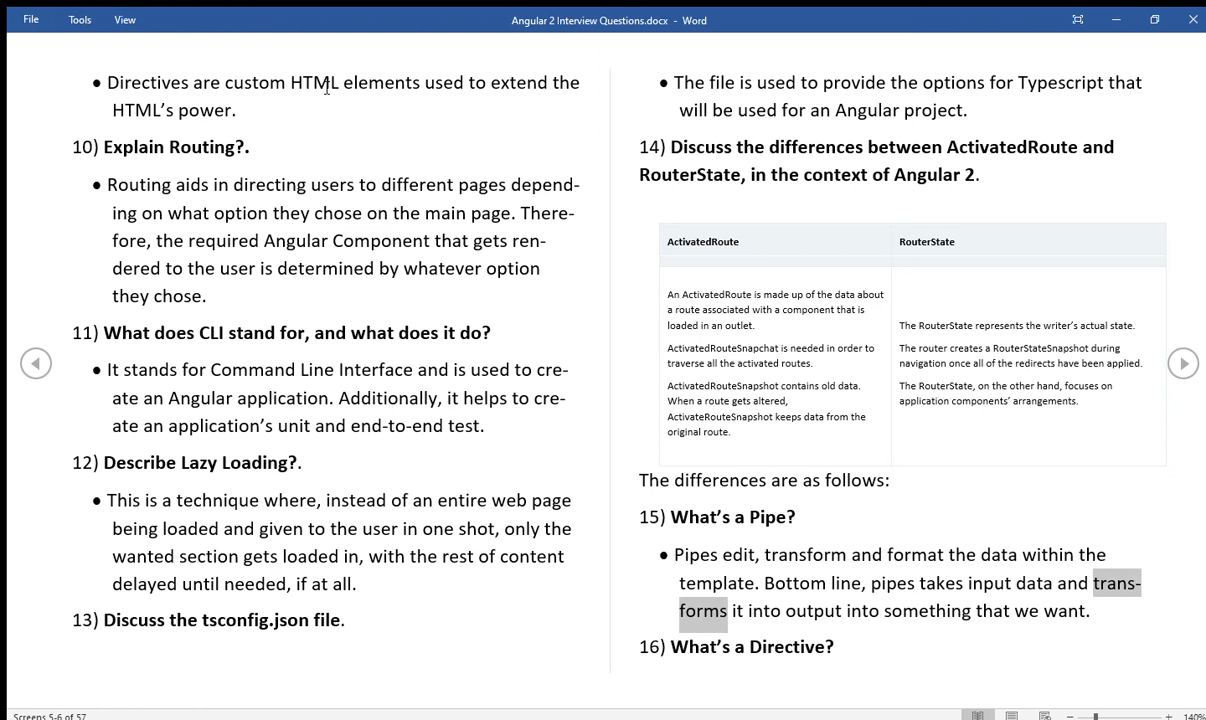 File Tools View Angular 2 Interview Questions.docx - Word
• Directives are custom HTML elements used to extend the
HTML's power.
10) Explain Routing?.
• Routing aids in directing users to different pages depend-
ing on what option they chose on the main page. There-
fore, the required Angular Component that gets ren-
dered to the user is determined by whatever option
they chose.
11) What does CLI stand for, and what does it do?
• It stands for Command Line Interface and is used to cre-
ate an Angular application. Additionally, it helps to cre-
ate an application's unit and end-to-end test.
12) Describe Lazy Loading?.
• This is a technique where, instead of an entire web page
being loaded and given to the user in one shot, only the
wanted section gets loaded in, with the rest of content
delayed until needed, if at all.
13) Discuss the tsconfig.json file.
• The file is used to provide the options for Typescript that
will be used for an Angular project.
14) Discuss the differences between ActivatedRoute and
RouterState, in the context of Angular 2.
ActivatedRoute RouterState
An ActivatedRoute is made up of the data about
a route associated with a component that is
loaded in an outlet.
ActivatedRouteSnapchat is needed in order to
traverse all the activated routes.
ActivatedRouteSnapshot contains old data.
When a route gets altered,
ActivateRouteSnapshot keeps data from the
original route.
The RouterState represents the writer's actual state.
The router creates a RouterStateSnapshot during
navigation once all of the redirects have been applied.
The RouterState, on the other hand, focuses on
application components' arrangements.
The differences are as follows:
15) What's a Pipe?
• Pipes edit, transform and format the data within the
template. Bottom line, pipes takes input data and trans-
forms it into output into something that we want.
16) What's a Directive?
Screens 5-6 of 57 140%